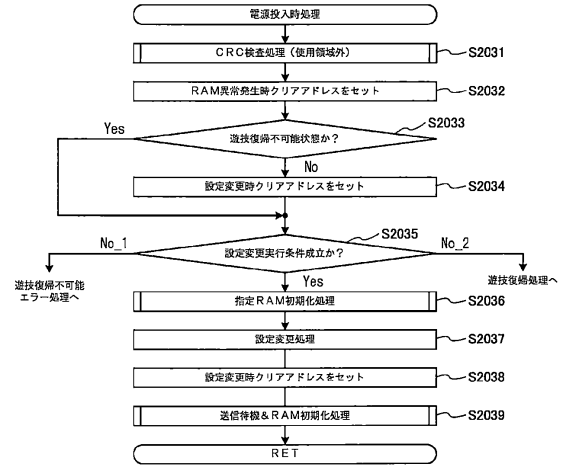 電源投入時処理
CRC検査処理(使用領域外)
S2031
RAM異常発生時クリアアドレスをセット
S2032
S2033
Yes
遊技復帰不可能状態か?
No
設定変更時クリアアドレスをセット
S2034
S2035
No_1
設定変更実行条件成立か?
No_2
遊技復帰不可能
エラー処理へ
遊技復帰処理へ
Yes
指定RAM初期化処理
S2036
設定変更処理
S2037
設定変更時クリアアドレスをセット
S2038
送信待機&RAM初期化処理
S2039
RET